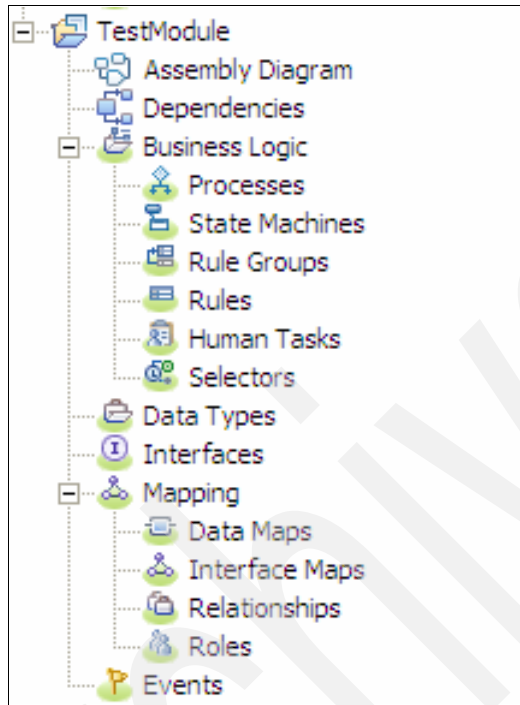 TestModule
Assembly Diagram
Dependencies
Business Logic
Processes
State Machines
Rule Groups
Rules
Human Tasks
Selectors
Data Types
Interfaces
Mapping
Data Maps
Interface Maps
Relationships
Roles
Events